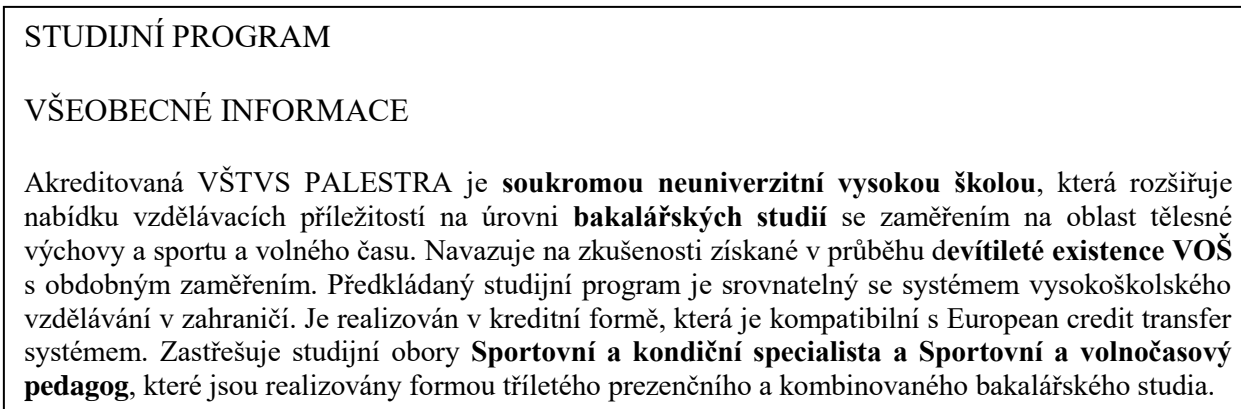 STUDIJNÍ PROGRAM
VŠEOBECNÉ INFORMACE
Akreditovaná VŠTVS PALESTRA je soukromou neuniverzitní vysokou školou, která rozšiřuje
nabídku vzdělávacích příležitostí na úrovni bakalářských studií se zaměřením na oblast tělesné
výchovy a sportu a volného času. Navazuje na zkušenosti získané v průběhu devítileté existence VOŠ
s obdobným zaměřením. Předkládaný studijní program je srovnatelný se systémem vysokoškolského
vzdělávání v zahraničí. Je realizován v kreditní formě, která je kompatibilní s European credit transfer
systémem. Zastřešuje studijní obory Sportovní a kondiční specialista a Sportovní a volnočasový
pedagog, které jsou realizovány formou tříletého prezenčního a kombinovaného bakalářského studia.